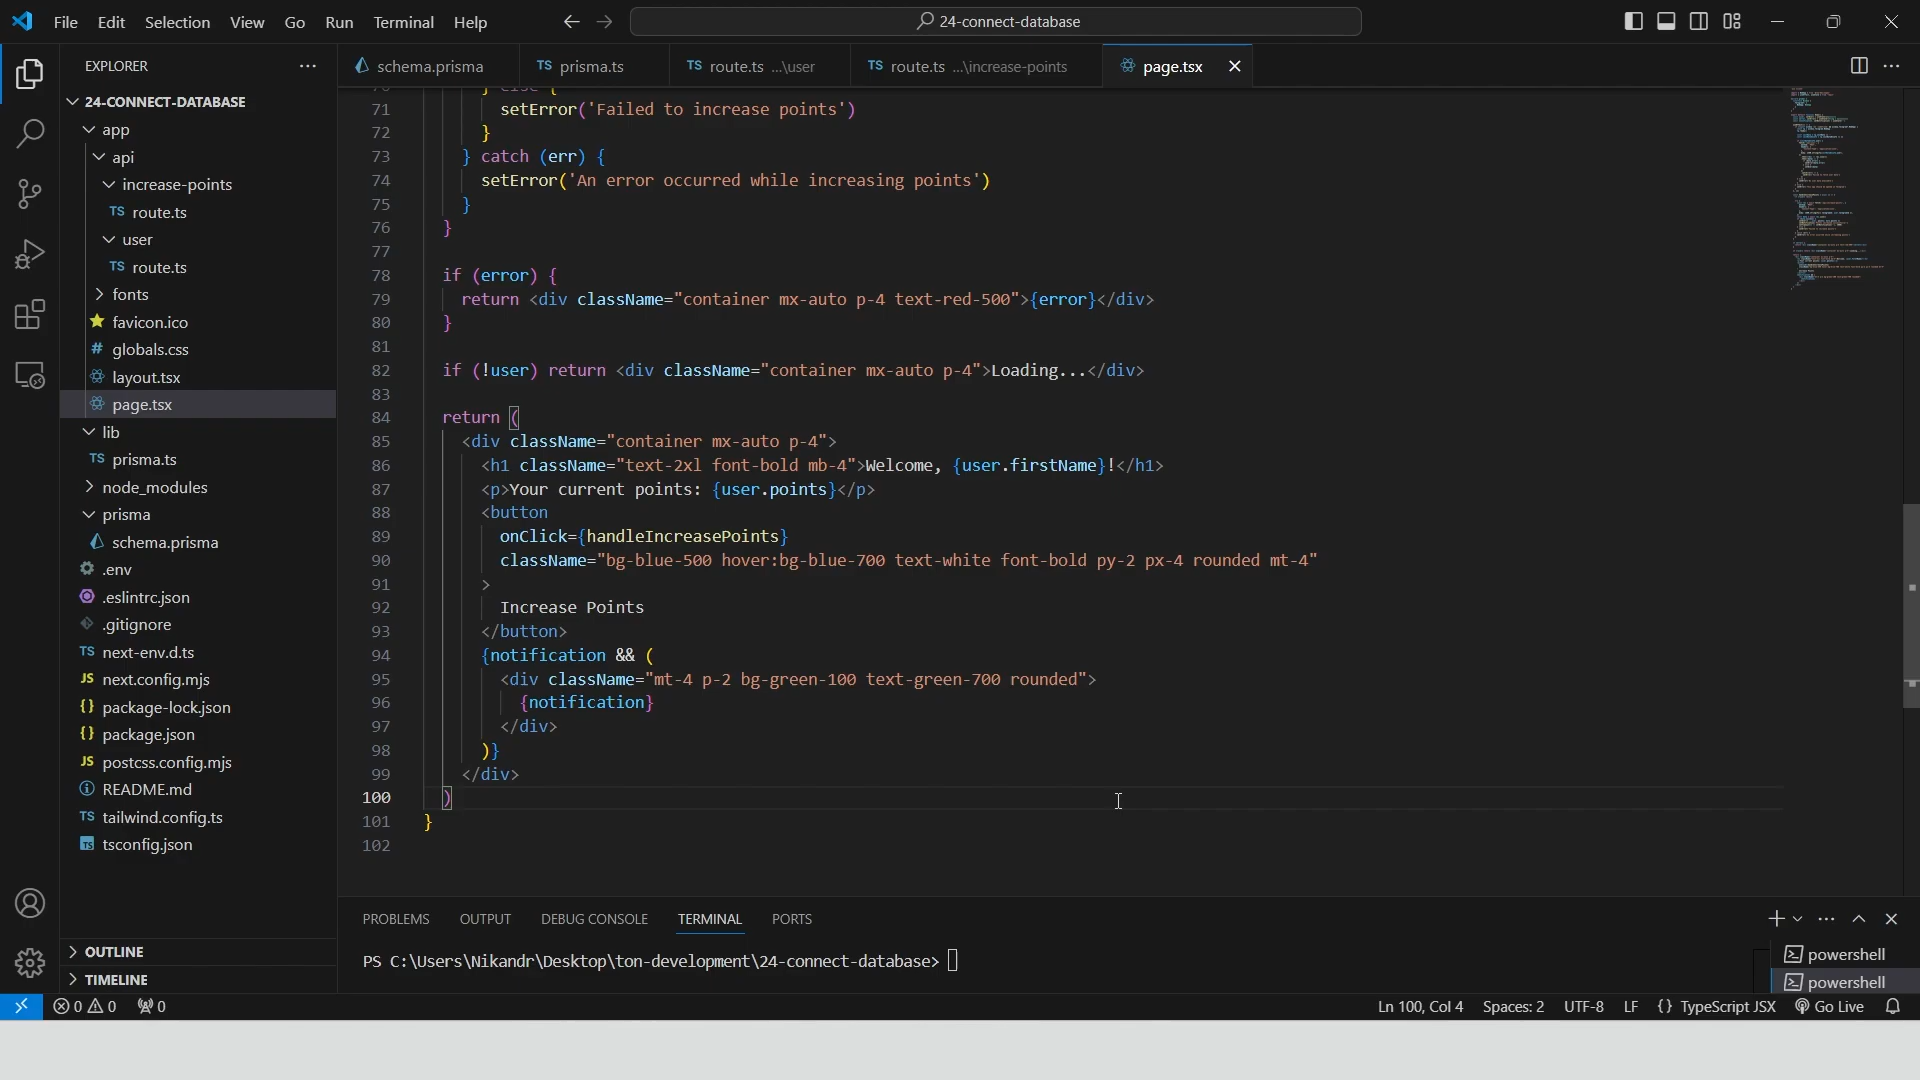 File Edit Selection View Go Run Terminal Help
24-connect-database
EXPLORER
24-CONNECT-DATABASE
app
api
increase-points
TS route.ts
user
TS route.ts
fonts
favicon.ico
# globals.css
layout.tsx
page.tsx
lib
TS prisma.ts
node_modules
prisma
schema.prisma
.env
.eslintrc.json
.gitignore
TS next-env.d.ts
JS next.config.mjs
{} package-lock.json
{} package.json
JS postcss.config.mjs
README.md
TS tailwind.config.ts
TS tsconfig.json
OUTLINE
TIMELINE
schema.prisma
TS prisma.ts
TS route.ts ...\user
TS route.ts ...\increase-points
page.tsx
70 } else {
71 setError('Failed to increase points')
72 }
73 } catch (err) {
74 setError('An error occurred while increasing points')
75 }
76 }
77
78 if (error) {
79 return <div className="container mx-auto p-4 text-red-500">{error}</div>
80 }
81
82 if (!user) return <div className="container mx-auto p-4">Loading...</div>
83
84 return (
85 <div className="container mx-auto p-4">
86 <h1 className="text-2xl font-bold mb-4">Welcome, {user.firstName}!</h1>
87 <p>Your current points: {user.points}</p>
88 <button
89 onClick={handleIncreasePoints}
90 className="bg-blue-500 hover:bg-blue-700 text-white font-bold py-2 px-4 rounded mt-4"
91 >
92 Increase Points
93 </button>
94 {notification && (
95 <div className="mt-4 p-2 bg-green-100 text-green-700 rounded">
96 {notification}
97 </div>
98 )}
99 </div>
100 )
101 }
102
PROBLEMS OUTPUT DEBUG CONSOLE TERMINAL PORTS
PS C:\Users\Nikandr\Desktop\ton-development\24-connect-database>
powershell
powershell
0 0 0
Ln 100, Col 4 Spaces: 2 UTF-8 LF {} TypeScript JSX Go Live